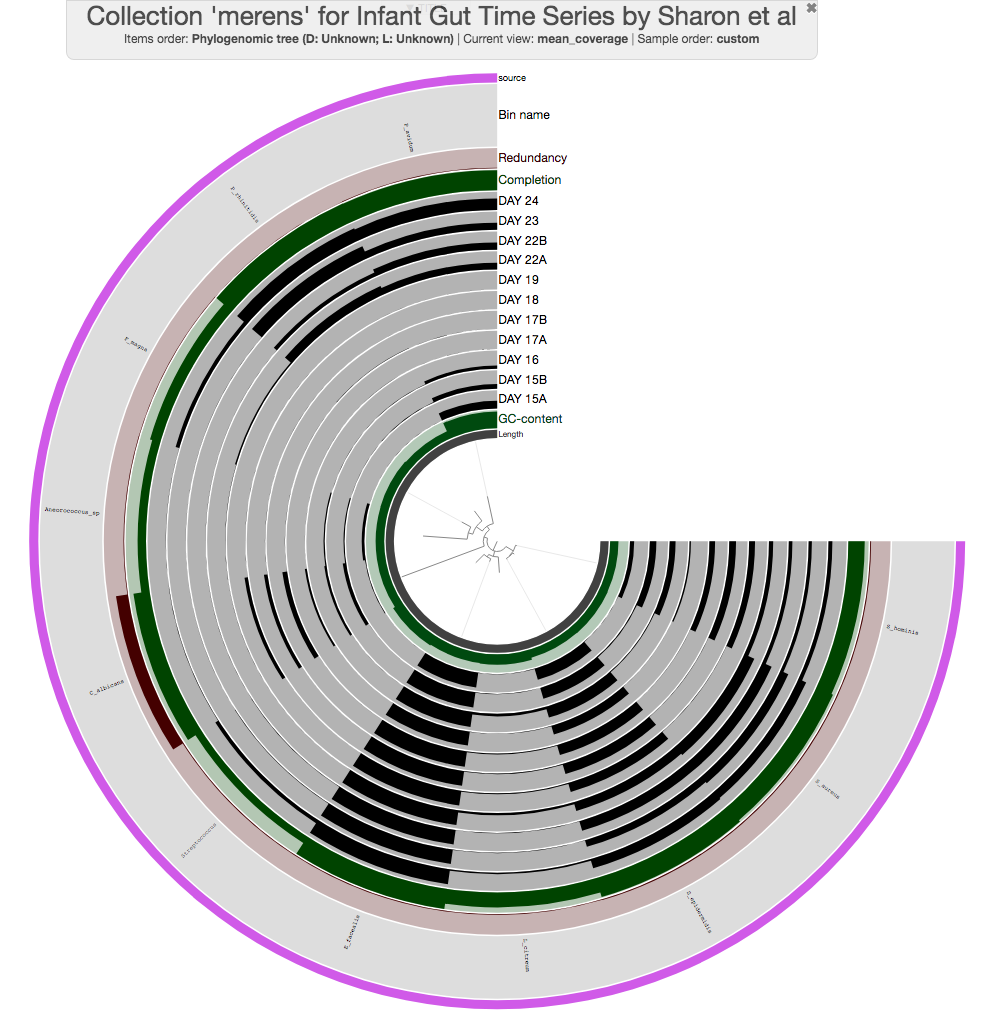 Collection 'merens' for Infant Gut Time Series by Sharon et al
Items order: Phylogenomic tree (D: Unknown; L: Unknown) | Current view: mean_coverage | Sample order: custom
source
Bin name
Redundancy
Completion
DAY 24
DAY 23
DAY 22B
DAY 22A
DAY 19
DAY 18
DAY 17B
DAY 17A
DAY 16
DAY 15B
DAY 15A
GC-content
Length
P_avidum
P_rhinitidis
F_magna
Aneorococcus_sp
C_albicans
Streptococcus
E_faecalis
L_citreum
S_epidermidis
S_aureus
S_hominis